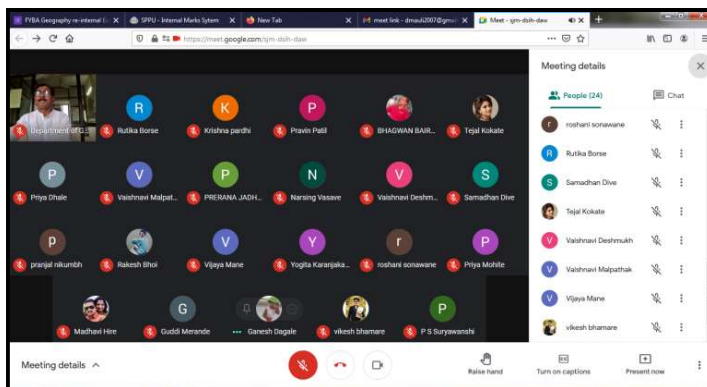 FYBA Geography re-internal
SPPU - Internal Marks Sytem
New Tab
meet link - dmauli2007@gmail
Meet - sjm-dsih-daw
https://meet.google.com/sjm-dsih-daw
Meeting details
People (24)
Chat
Department of G...
Rutika Borse
Krishna pardhi
Pravin Patil
BHAGWAN BAIR...
Tejal Kokate
Priya Dhale
Vaishnavi Malpat...
PRERANA JADH...
Narsing Vasave
Vaishnavi Deshm...
Samadhan Dive
pranjal nikumbh
Rakesh Bhoi
Vijaya Mane
Yogita Karanjaka...
roshani sonawane
Priya Mohite
Madhavi Hire
Guddi Merande
Ganesh Dagale
vikesh bhamare
P S Suryawanshi
R
K
P
P
V
P
N
V
S
p
V
Y
r
P
G
P
r roshani sonawane
R Rutika Borse
S Samadhan Dive
Tejal Kokate
V Vaishnavi Deshmukh
V Vaishnavi Malpathak
V Vijaya Mane
vikesh bhamare
Meeting details
Raise hand
Turn on captions
Present now